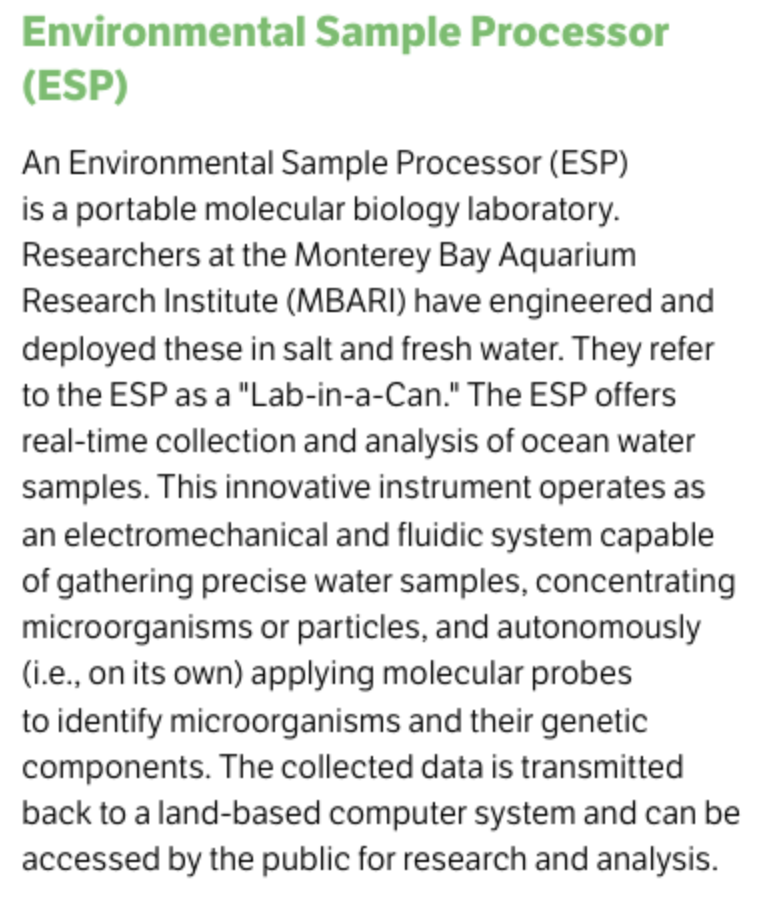 Environmental Sample Processor
(ESP)
An Environmental Sample Processor (ESP)
is a portable molecular biology laboratory.
Researchers at the Monterey Bay Aquarium
Research Institute (MBARI) have engineered and
deployed these in salt and fresh water. They refer
to the ESP as a "Lab-in-a-Can." The ESP offers
real-time collection and analysis of ocean water
samples. This innovative instrument operates as
an electromechanical and fluidic system capable
of gathering precise water samples, concentrating
microorganisms or particles, and autonomously
(i.e., on its own) applying molecular probes
to identify microorganisms and their genetic
components. The collected data is transmitted
back to a land-based computer system and can be
accessed by the public for research and analysis.